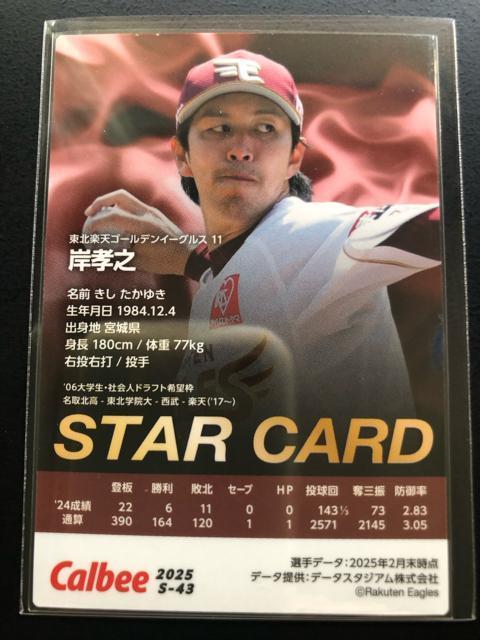 東北楽天ゴールデンイーグルス 11
岸孝之
名前 きし たかゆき
生年月日 1984.12.4
出身地 宮城県
身長 180cm / 体重 77kg
右投右打 / 投手
'06大学生・社会人ドラフト希望枠
名取北高 - 東北学院大 - 西武 - 楽天('17〜)
STAR CARD
登板 勝利 敗北 セーブ HP 投球回 奪三振 防御率
'24成績 22 6 11 0 0 143 1/3 73 2.83
通算 390 164 120 1 1 2571 2145 3.05
選手データ:2025年2月末時点
データ提供:データスタジアム株式会社
©Rakuten Eagles
Calbee 2025
S-43